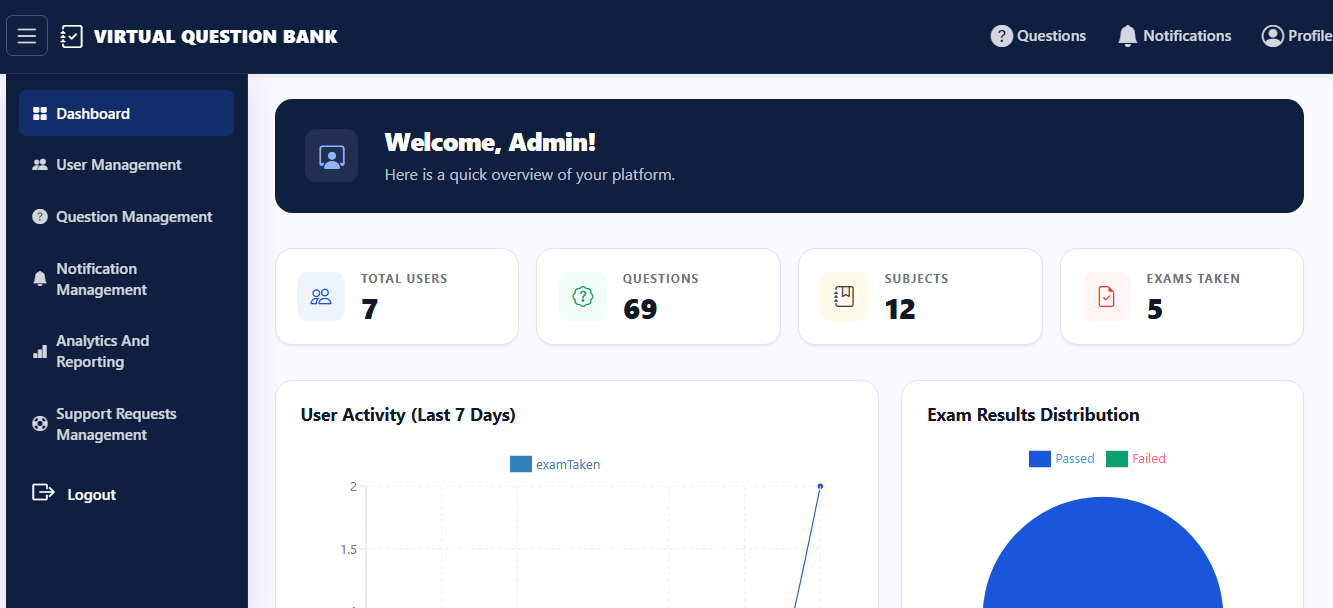 VIRTUAL QUESTION BANK
? Questions
Notifications
Profile
Dashboard
User Management
? Question Management
Notification
Management
Analytics And
Reporting
Support Requests
Management
Logout
Welcome, Admin!
Here is a quick overview of your platform.
TOTAL USERS
7
? QUESTIONS
69
SUBJECTS
12
EXAMS TAKEN
5
User Activity (Last 7 Days)
examTaken
2
1.5
Exam Results Distribution
Passed Failed